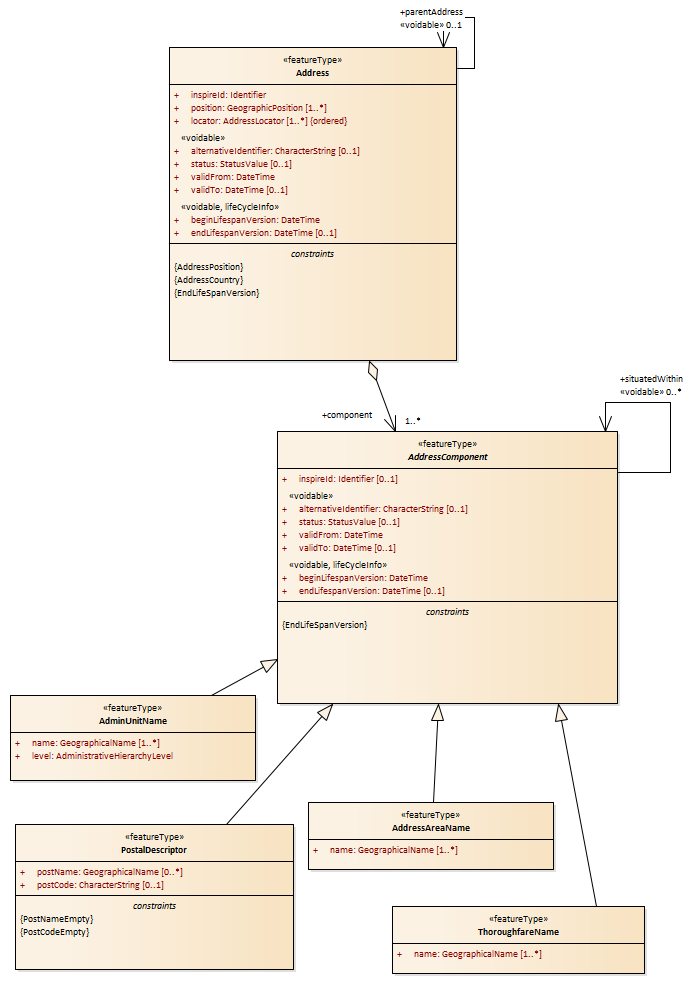 +parentAddress
«voidable» 0..1
«featureType»
Address
+ inspireId: Identifier
+ position: GeographicPosition [1..*]
+ locator: AddressLocator [1..*] {ordered}
«voidable»
+ alternativeIdentifier: CharacterString [0..1]
+ status: StatusValue [0..1]
+ validFrom: DateTime
+ validTo: DateTime [0..1]
«voidable, lifeCycleInfo»
+ beginLifespanVersion: DateTime
+ endLifespanVersion: DateTime [0..1]
constraints
{AddressPosition}
{AddressCountry}
{EndLifeSpanVersion}
+situatedWithin
«voidable» 0..*
+component
1..*
«featureType»
AddressComponent
+ inspireId: Identifier [0..1]
«voidable»
+ alternativeIdentifier: CharacterString [0..1]
+ status: StatusValue [0..1]
+ validFrom: DateTime
+ validTo: DateTime [0..1]
«voidable, lifeCycleInfo»
+ beginLifespanVersion: DateTime
+ endLifespanVersion: DateTime [0..1]
constraints
{EndLifeSpanVersion}
«featureType»
AdminUnitName
+ name: GeographicalName [1..*]
+ level: AdministrativeHierarchyLevel
«featureType»
PostalDescriptor
+ postName: GeographicalName [0..*]
+ postCode: CharacterString [0..1]
constraints
{PostNameEmpty}
{PostCodeEmpty}
«featureType»
AddressAreaName
+ name: GeographicalName [1..*]
«featureType»
ThoroughfareName
+ name: GeographicalName [1..*]